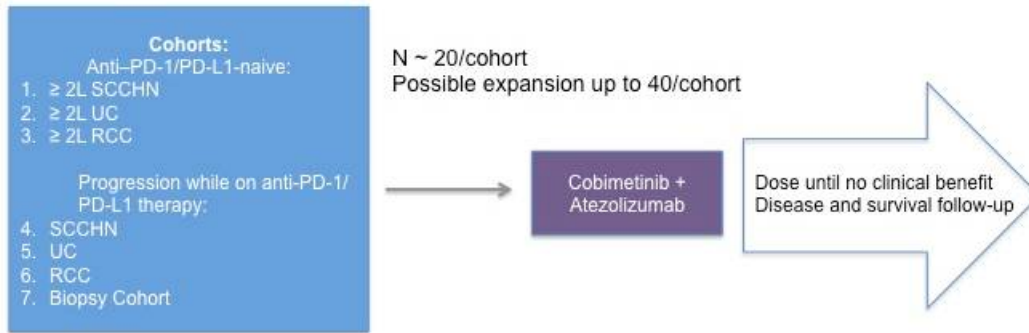 Cohorts:
Anti–PD-1/PD-L1-naive:
1. ≥ 2L SCCHN
2. ≥ 2L UC
3. ≥ 2L RCC
Progression while on anti-PD-1/
PD-L1 therapy:
4. SCCHN
5. UC
6. RCC
7. Biopsy Cohort
N ~ 20/cohort
Possible expansion up to 40/cohort
Cobimetinib +
Atezolizumab
Dose until no clinical benefit
Disease and survival follow-up